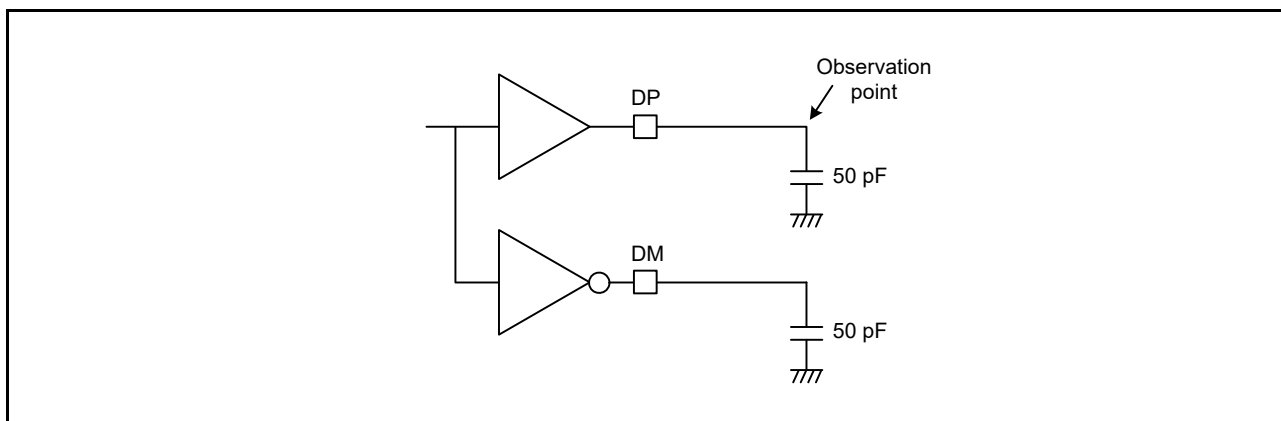 Observation
point
DP
50 pF
DM
50 pF